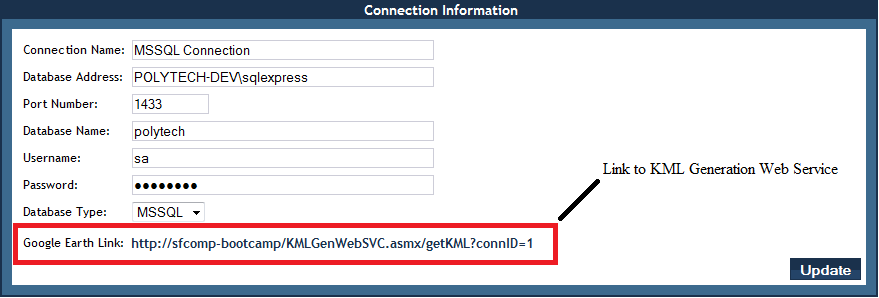 Connection Information
Connection Name: MSSQL Connection
Database Address: POLYTECH-DEV\sqlexpress
Port Number: 1433
Database Name: polytech
Username: sa
Link to KML Generation Web Service
Password: ●●●●●●●●
Database Type: MSSQL
Google Earth Link: http://sfcomp-bootcamp/KMLGenWebSVC.asmx/getKML?connID=1
Update